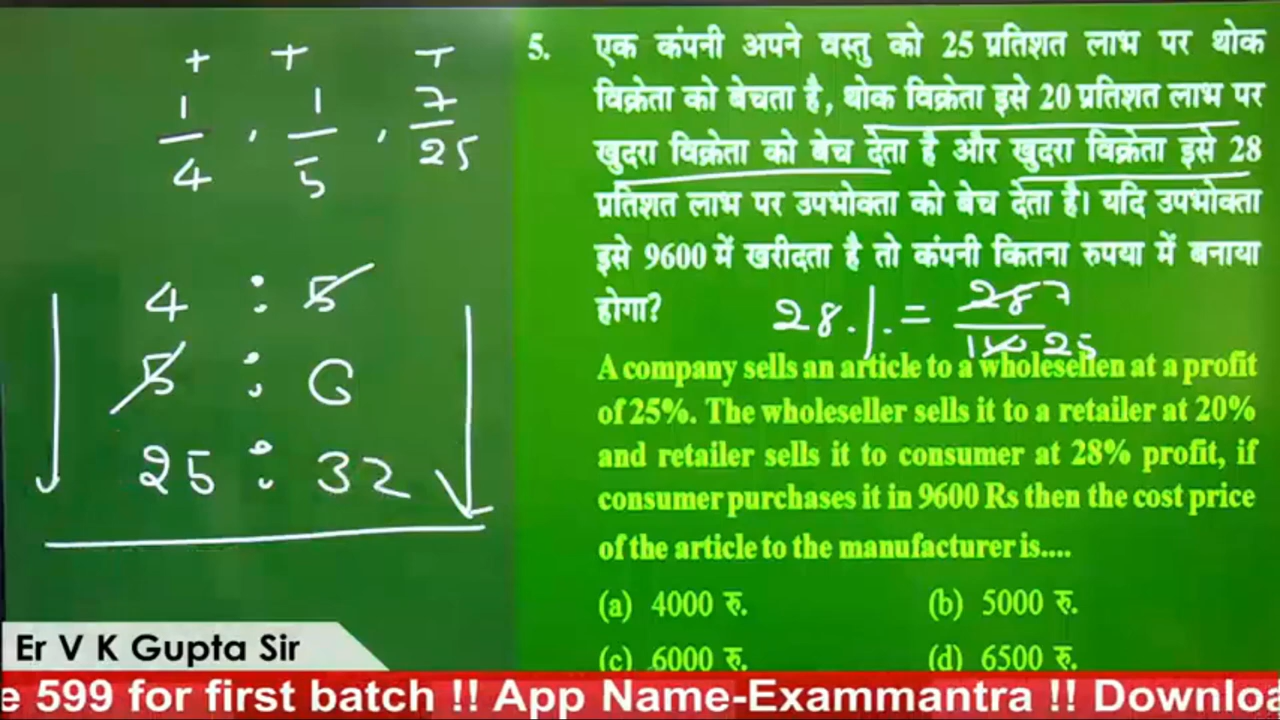 + + +
1/4 , 1/5 , 7/25
4 : 5
5 : 6
25 : 32
5. एक कंपनी अपने वस्तु को 25 प्रतिशत लाभ पर थोक
विक्रेता को बेचता है, थोक विक्रेता इसे 20 प्रतिशत लाभ पर
खुदरा विक्रेता को बेच देता है और खुदरा विक्रेता इसे 28
प्रतिशत लाभ पर उपभोक्ता को बेच देता है। यदि उपभोक्ता
इसे 9600 में खरीदता है तो कंपनी कितना रुपया में बनाया
होगा?
28% = 28 7
100 25
A company sells an article to a wholesellen at a profit
of 25%. The wholeseller sells it to a retailer at 20%
and retailer sells it to consumer at 28% profit, if
consumer purchases it in 9600 Rs then the cost price
of the article to the manufacturer is....
(a) 4000 रु. (b) 5000 रु.
(c) 6000 रु. (d) 6500 रु.
Er V K Gupta Sir
e 599 for first batch !! App Name-Exammantra !! Downloa